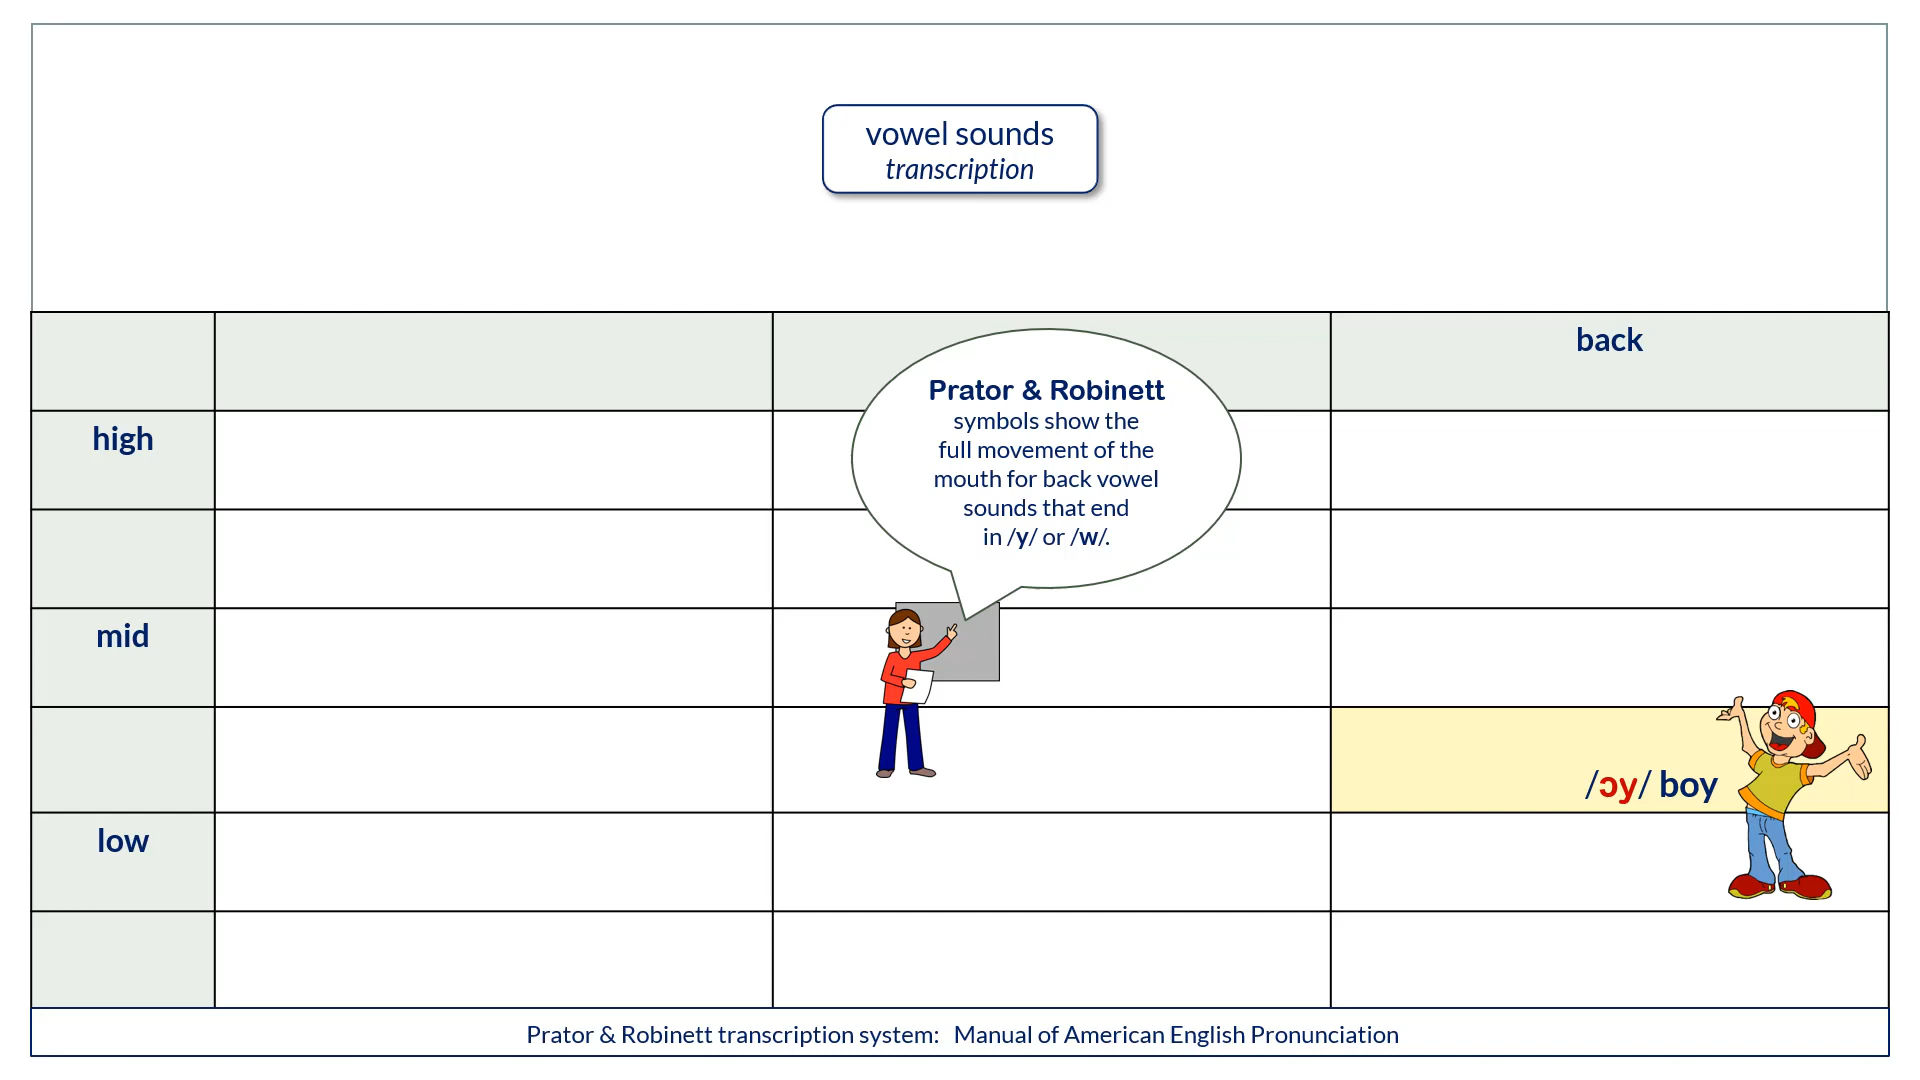 vowel sounds
transcription
back
Prator & Robinett
symbols show the
full movement of the
mouth for back vowel
sounds that end
in /y/ or /w/.
high
mid
/ɔy/ boy
low
Prator & Robinett transcription system: Manual of American English Pronunciation